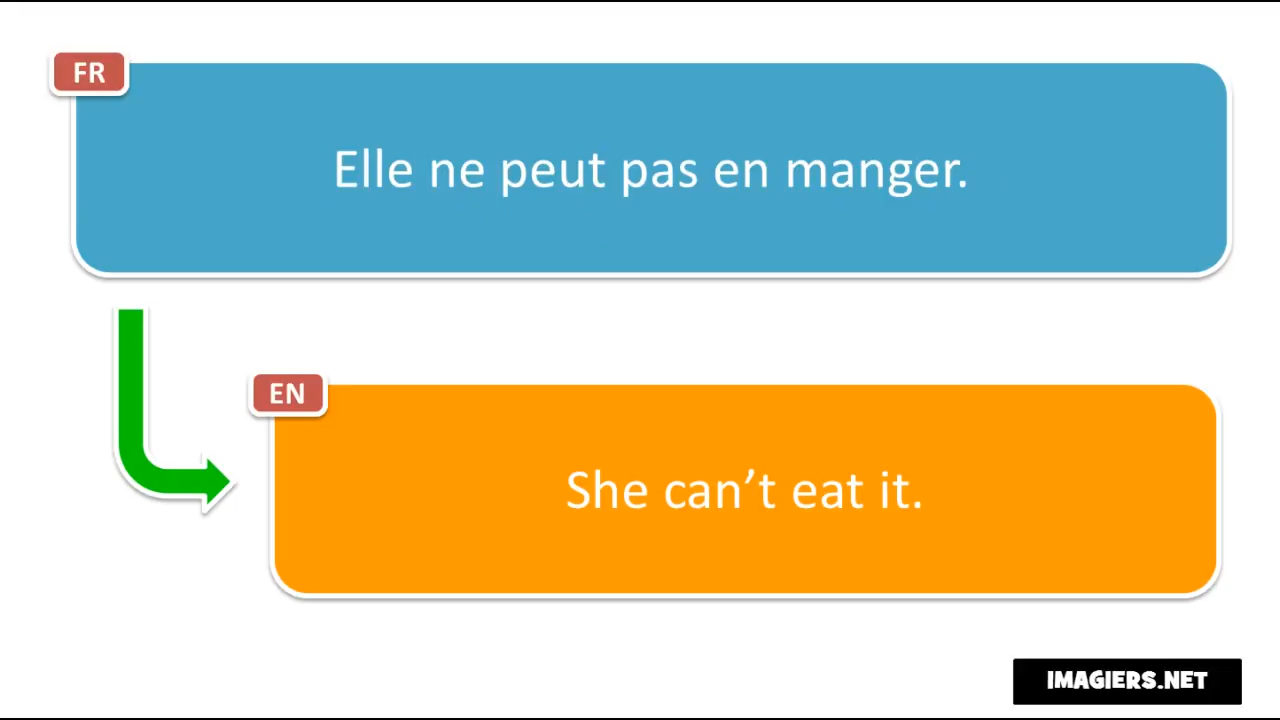 FR
Elle ne peut pas en manger.
EN
She can’t eat it.
IMAGIERS.NET